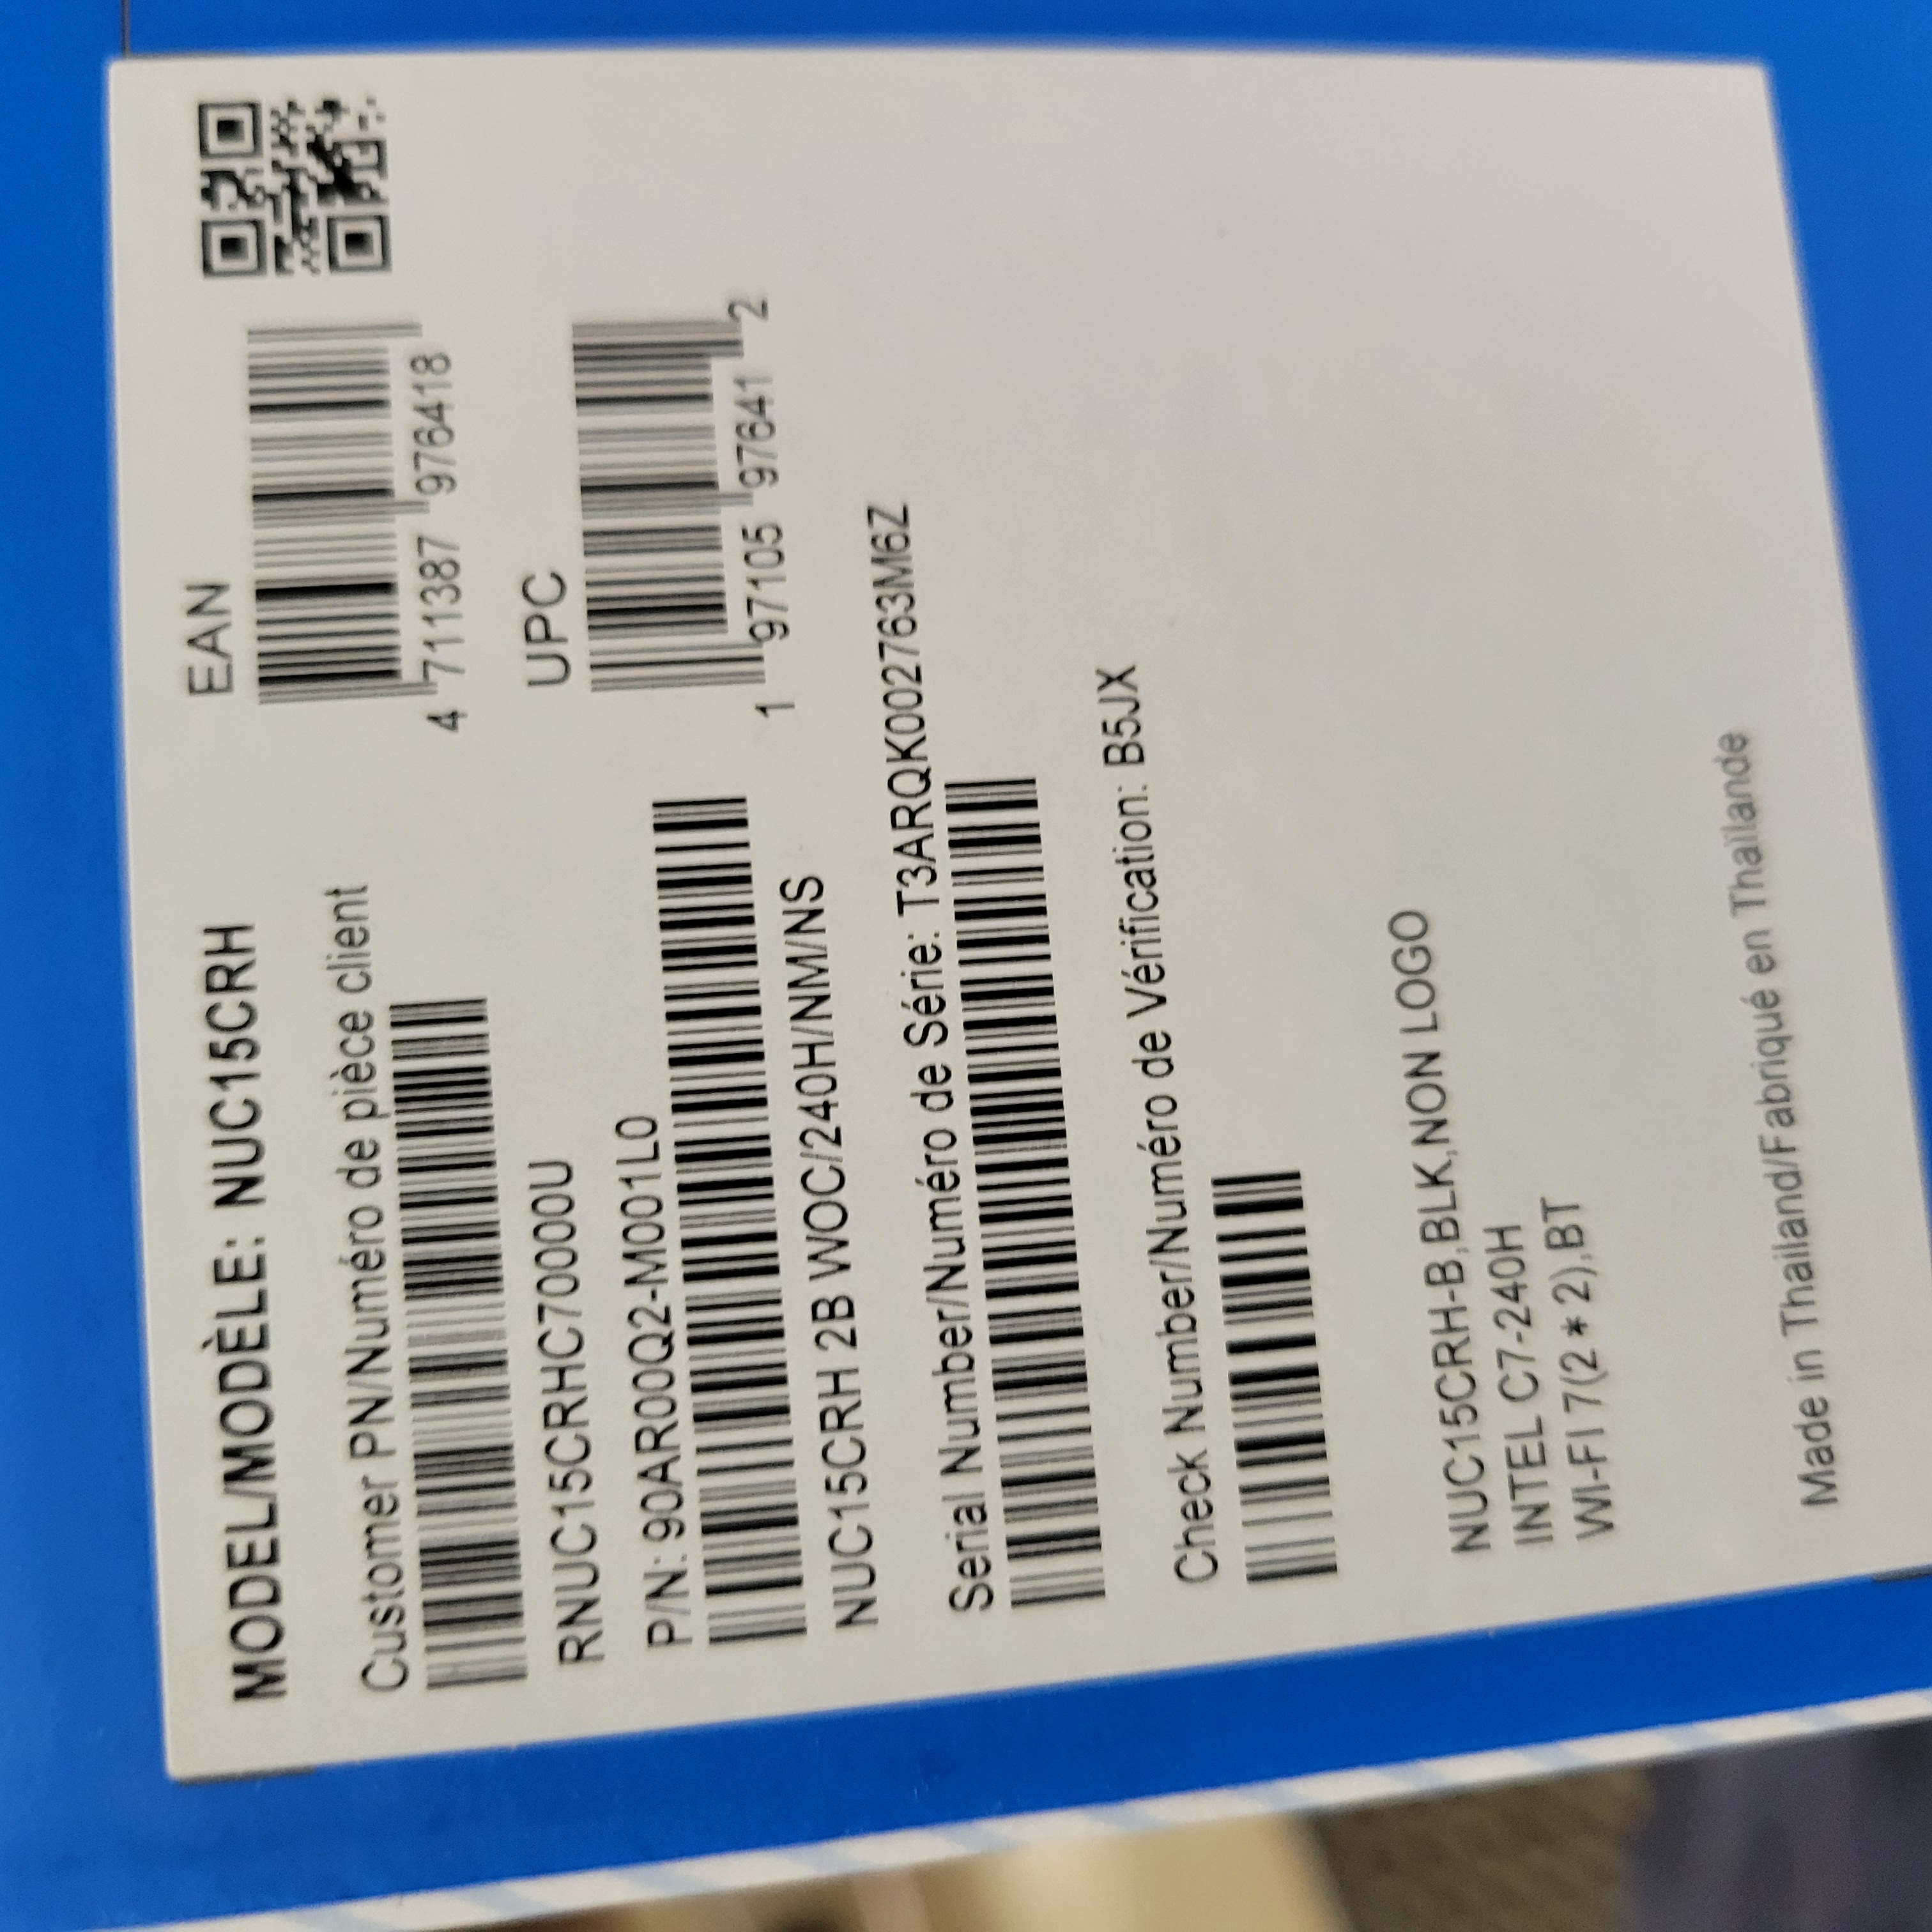 MODEL/MODÈLE: NUC15CRH
Customer PN/Numéro de pièce client
RNUC15CRHC70000U
P/N: 90AR00Q2-M001L0
NUC15CRH 2B WOC/240H/NM/NS
Serial Number/Numéro de Série: T3ARQK002763M6Z
Check Number/Numéro de Vérification: B5JX
NUC15CRH-B,BLK,NON LOGO
INTEL C7-240H
WI-FI 7(2*2),BT
Made in Thailand/Fabriqué en Thaïlande
EAN
4 711387 976418
UPC
1 97105 97641 2